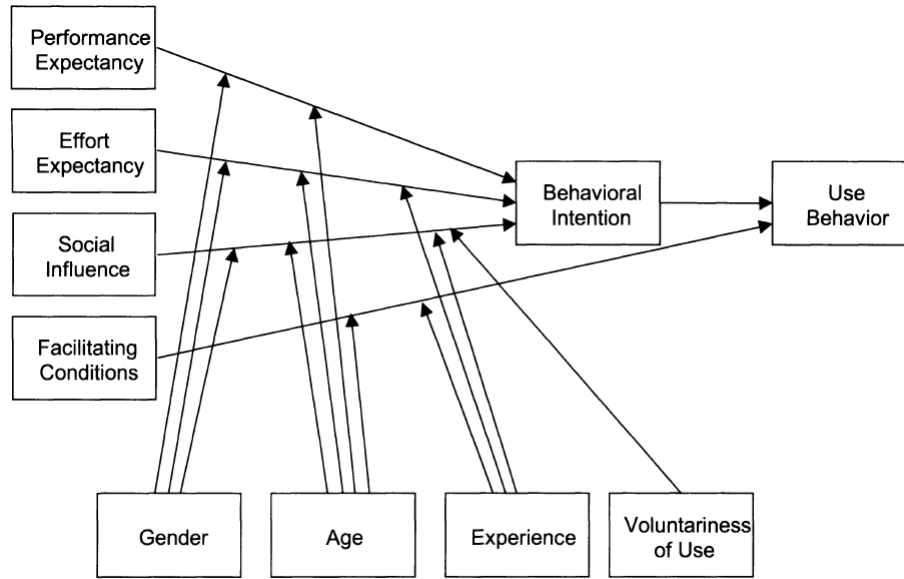 Performance
Expectancy
Effort
Expectancy
Behavioral
Intention
Use
Behavior
Social
Influence
Facilitating
Conditions
Gender
Age
Experience
Voluntariness
of Use